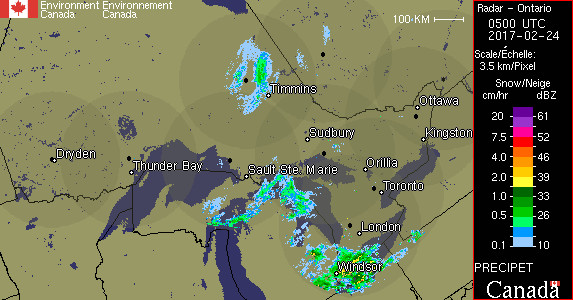 Environment Environnement
Canada Canada
100 KM
Timmins
Ottawa
Sudbury
Kingston
Dryden
Thunder Bay
Sault Ste. Marie
Orillia
Toronto
London
Windsor
Radar - Ontario
0500 UTC
2017-02-24
Scale/Échelle:
3.5 km/Pixel
Snow/Neige
cm/hr dBZ
20 61
7.5 52
4.0 46
2.0 39
1.0 33
0.5 26
0.1 10
PRECIPET
Canada